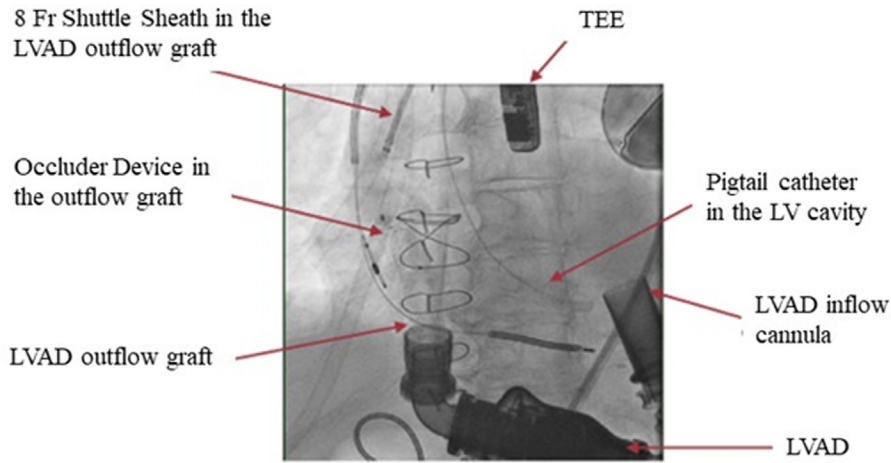 8 Fr Shuttle Sheath in the
LVAD outflow graft
TEE
Occluder Device in
the outflow graft
Pigtail catheter
in the LV cavity
LVAD inflow
cannula
LVAD outflow graft
LVAD